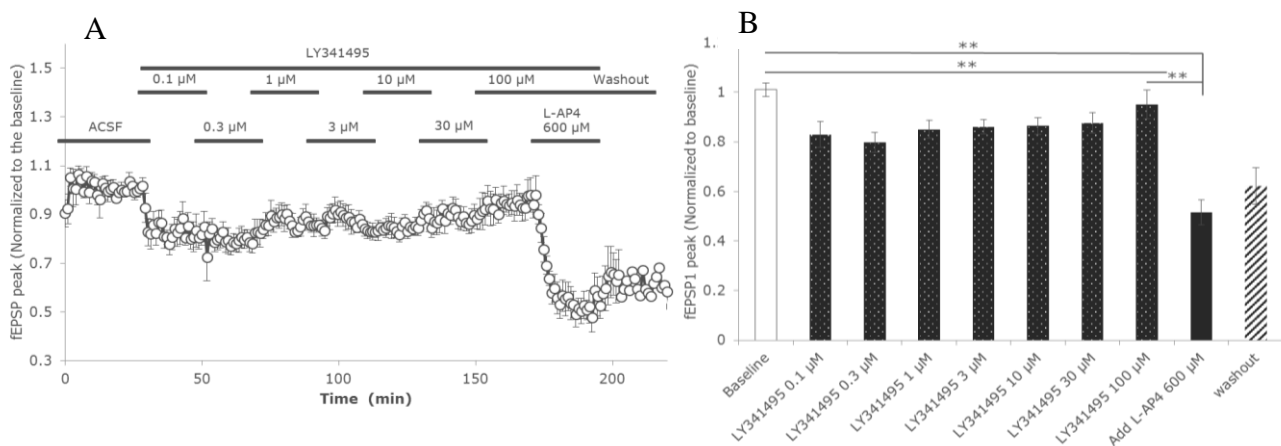 A
LY341495
0.1 µM
1 µM
10 µM
100 µM
Washout
ACSF
0.3 µM
3 µM
30 µM
L-AP4
600 µM
fEPSP peak (Normalized to the baseline)
1.5
1.3
1.1
0.9
0.7
0.5
0.3
0
50
100
150
200
Time (min)
B
fEPSP1 peak (Normalized to baseline)
1.
1
0.8
0.6
0.4
0.2
0
**
**
**
Baseline
LY341495 0.1 µM
LY341495 0.3 µM
LY341495 1 µM
LY341495 3 µM
LY341495 10 µM
LY341495 30 µM
LY341495 100 µM
Add L-AP4 600 µM
washout